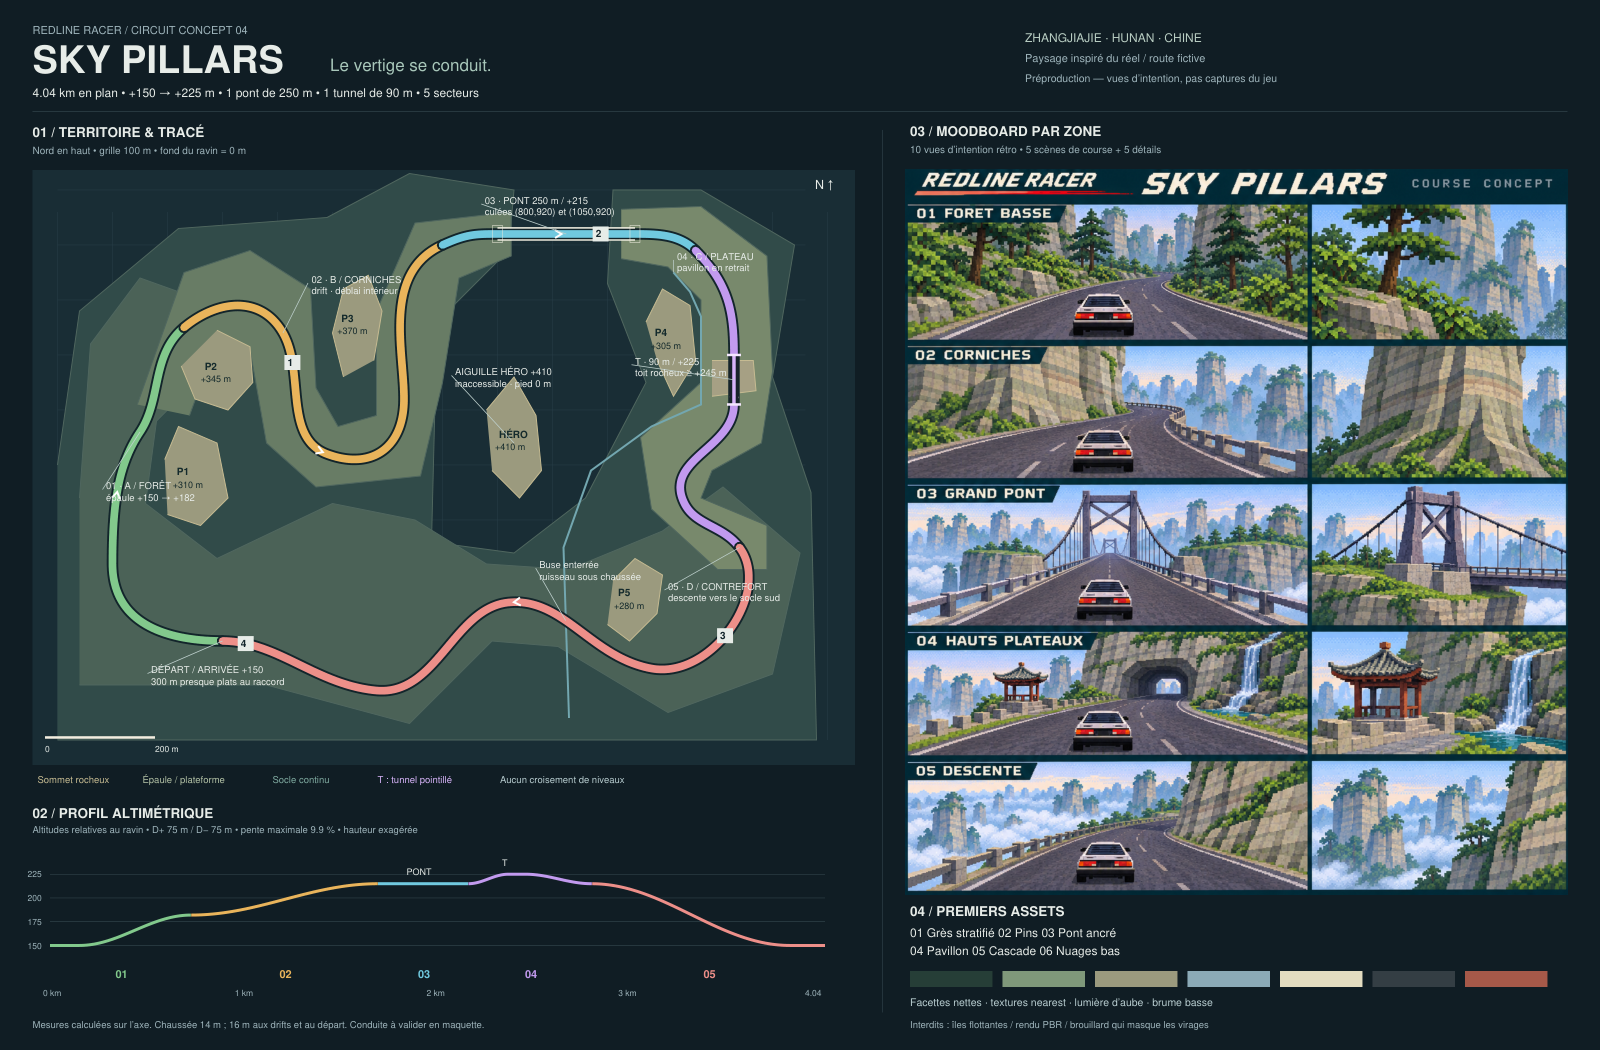 REDLINE RACER / CIRCUIT CONCEPT 04
SKY PILLARS
Le vertige se conduit.
4.04 km en plan • +150 → +225 m • 1 pont de 250 m • 1 tunnel de 90 m • 5 secteurs
ZHANGJIAJIE · HUNAN · CHINE
Paysage inspiré du réel / route fictive
Préproduction — vues d'intention, pas captures du jeu
01 / TERRITOIRE & TRACÉ
Nord en haut • grille 100 m • fond du ravin = 0 m
N ↑
03 · PONT 250 m / +215
culées (800,920) et (1050,920)
2
04 · C / PLATEAU
pavillon en retrait
02 · B / CORNICHES
drift · déblai intérieur
P3
+370 m
P4
+305 m
1
P2
+345 m
T · 90 m / +225
toit rocheux ≥ +245 m
AIGUILLE HÉRO +410
inaccessible · pied 0 m
HÉRO
+410 m
P1
+310 m
01 · A / FORÊT
épaule +150 → +182
Buse enterrée
ruisseau sous chaussée
P5
+280 m
05 · D / CONTREFORT
descente vers le socle sud
3
4
DÉPART / ARRIVÉE +150
300 m presque plats au raccord
0
200 m
Sommet rocheux
Épaule / plateforme
Socle continu
T : tunnel pointillé
Aucun croisement de niveaux
02 / PROFIL ALTIMÉTRIQUE
Altitudes relatives au ravin • D+ 75 m / D− 75 m • pente maximale 9.9 % • hauteur exagérée
T
PONT
225
200
175
150
01
02
03
04
05
0 km
1 km
2 km
3 km
4.04
Mesures calculées sur l'axe. Chaussée 14 m ; 16 m aux drifts et au départ. Conduite à valider en maquette.
03 / MOODBOARD PAR ZONE
10 vues d'intention rétro • 5 scènes de course + 5 détails
REDLINE RACER
SKY PILLARS
COURSE CONCEPT
01 FORET BASSE
02 CORNICHES
03 GRAND PONT
04 HAUTS PLATEAUX
05 DESCENTE
04 / PREMIERS ASSETS
01 Grès stratifié 02 Pins 03 Pont ancré
04 Pavillon 05 Cascade 06 Nuages bas
Facettes nettes · textures nearest · lumière d'aube · brume basse
Interdits : îles flottantes / rendu PBR / brouillard qui masque les virages